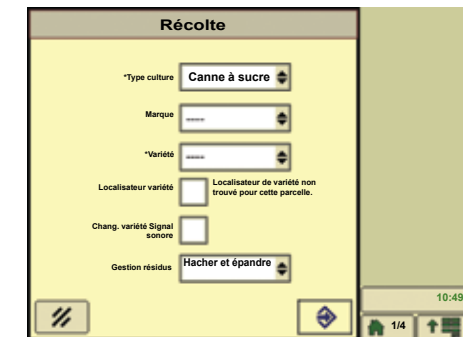 Récolte
*Type culture
Canne à sucre
Marque
----
*Variété
----
Localisateur variété
Localisateur de variété non
trouvé pour cette parcelle.
Chang. variété Signal
sonore
Gestion résidus
Hacher et épandre
10:49
1/4